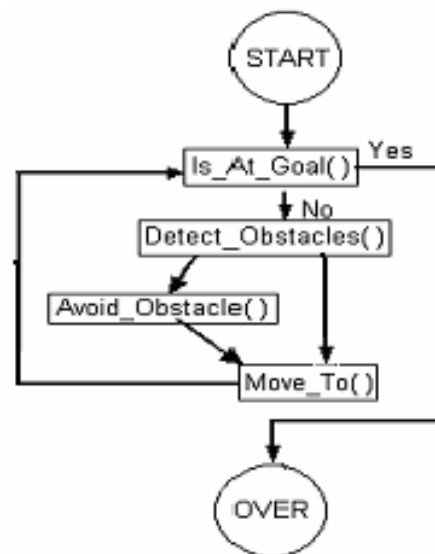 START
Is_At_Goal()
Yes
No
Detect_Obstacles()
Avoid_Obstacle()
Move_To()
OVER